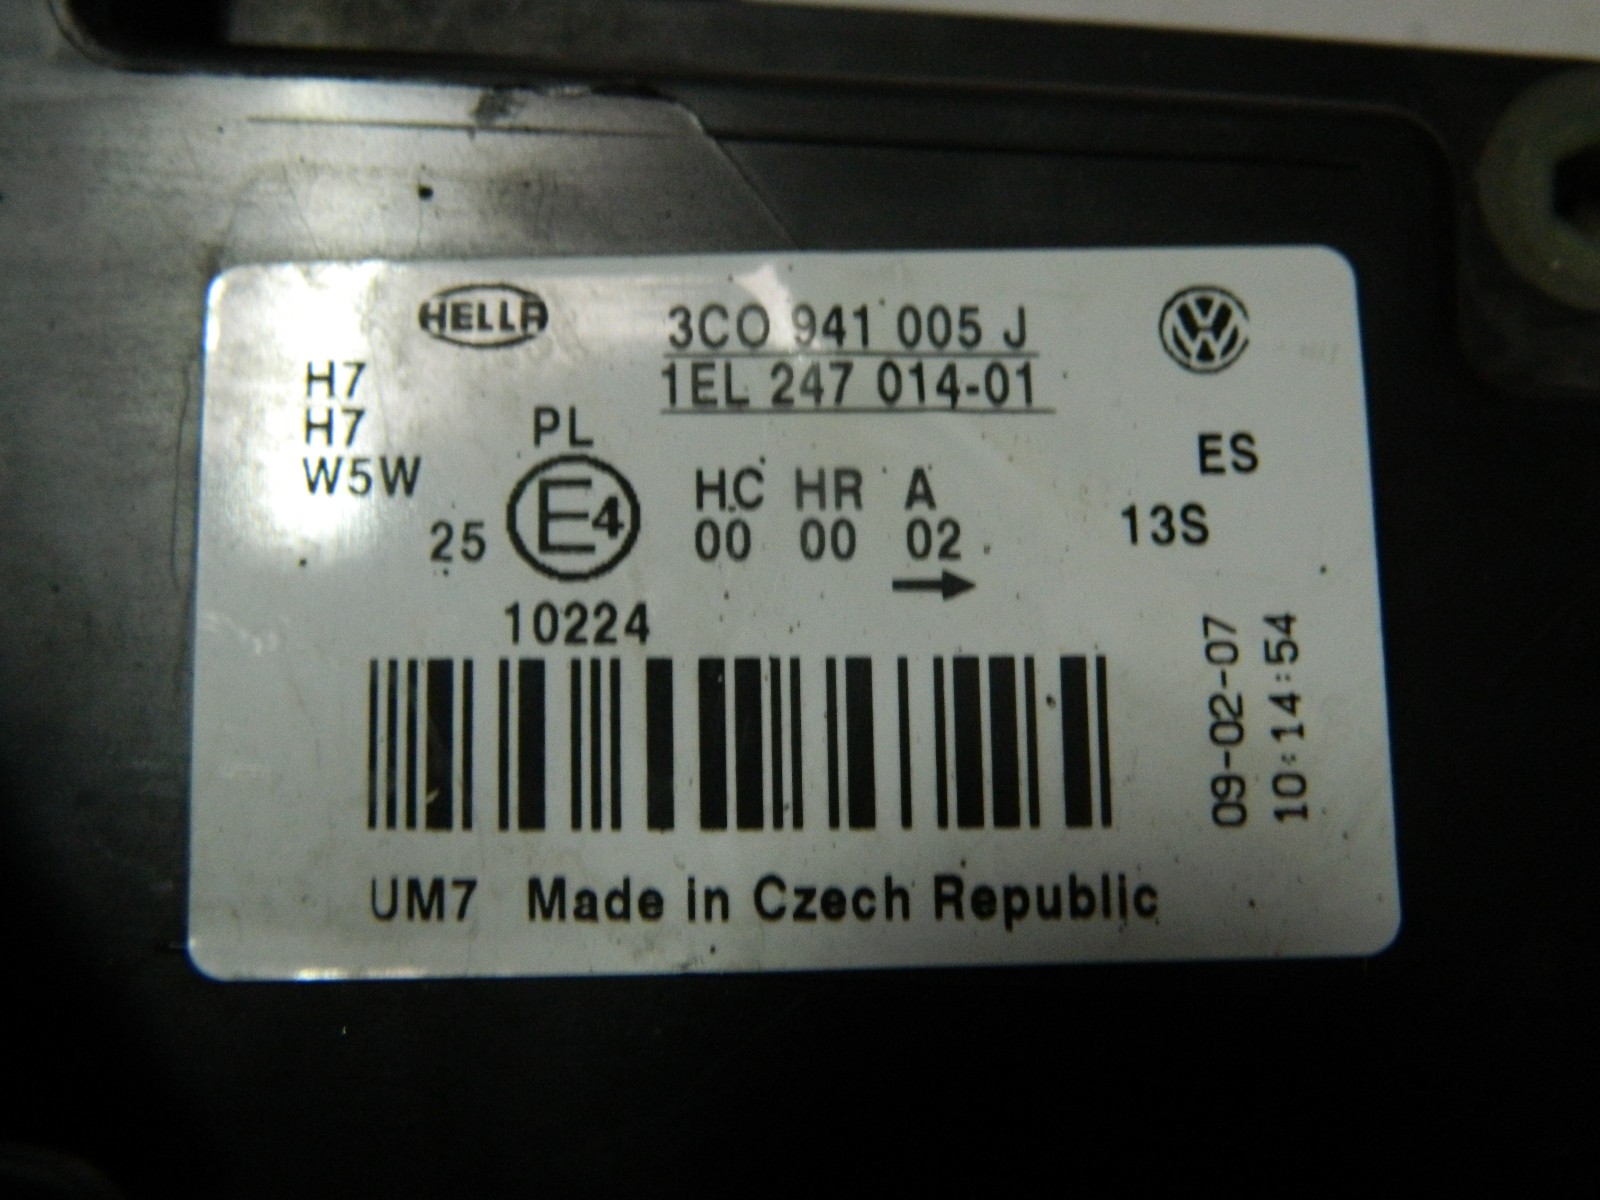 HELLA
3C0 941 005 J
1EL 247 014-01
H7
H7
W5W
PL
25 E4
HC HR A
00 00 02
→
10224
ES
13S
09-02-07
10:14:54
UM7 Made in Czech Republic